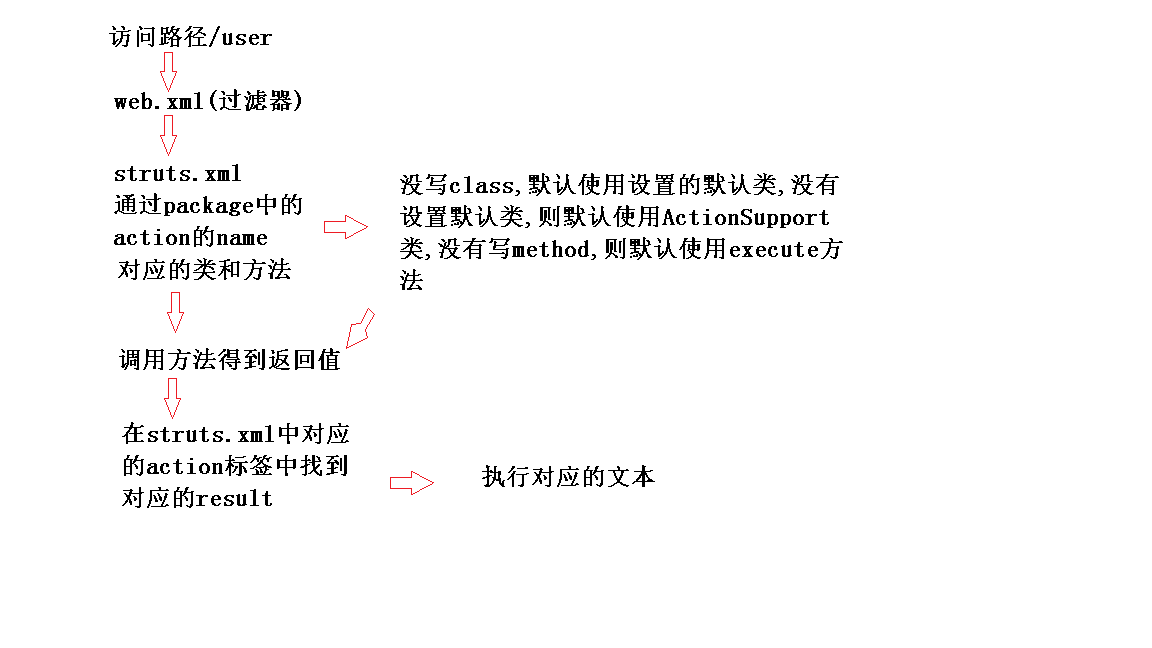 访问路径/user
web.xml(过滤器)
struts.xml
通过package中的
action的name
对应的类和方法
没写class,默认使用设置的默认类,没有
设置默认类,则默认使用ActionSupport
类,没有写method,则默认使用execute方
法
调用方法得到返回值
在struts.xml中对应
的action标签中找到
对应的result
执行对应的文本